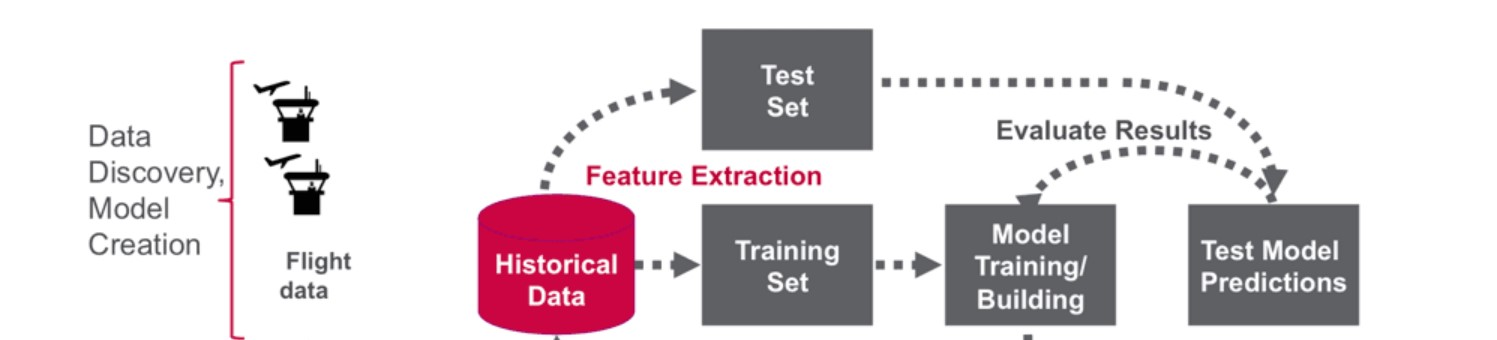 Data
Discovery,
Model
Creation
Flight
data
Historical
Data
Feature Extraction
Test
Set
Training
Set
Evaluate Results
Model
Training/
Building
Test Model
Predictions